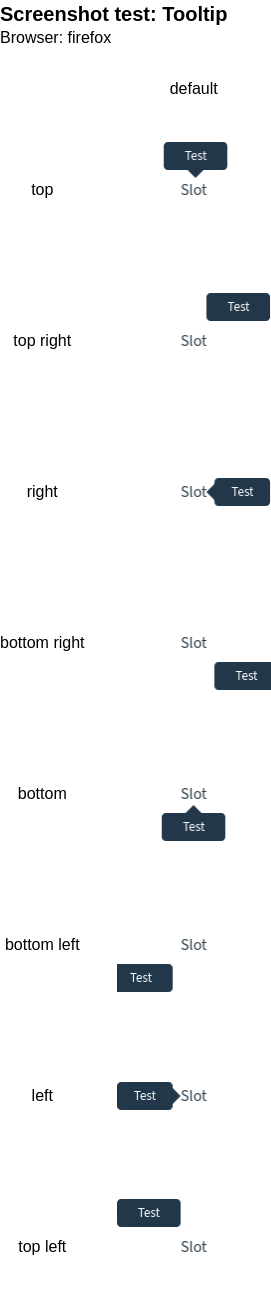 Screenshot test: Tooltip
Browser: firefox
default
Test
top Slot
Test
top right Slot
right Slot Test
bottom right Slot
Test
bottom Slot
Test
bottom left Slot
Test
left Test Slot
Test
top left Slot